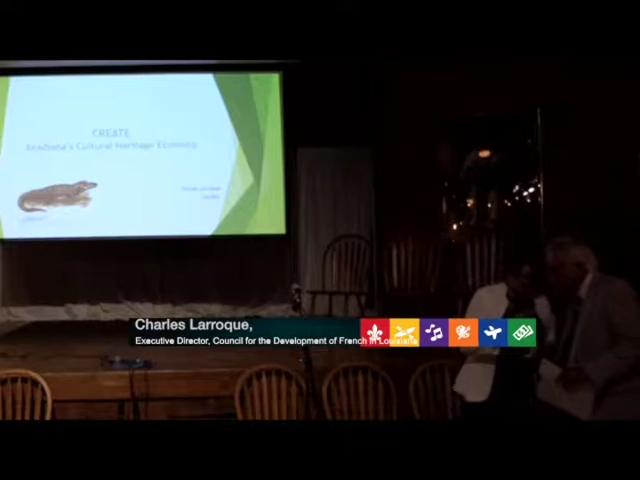 CREATE
Acadiana's Cultural Heritage Economy
Charles Larroque,
Executive Director, Council for the Development of French in Louisiana